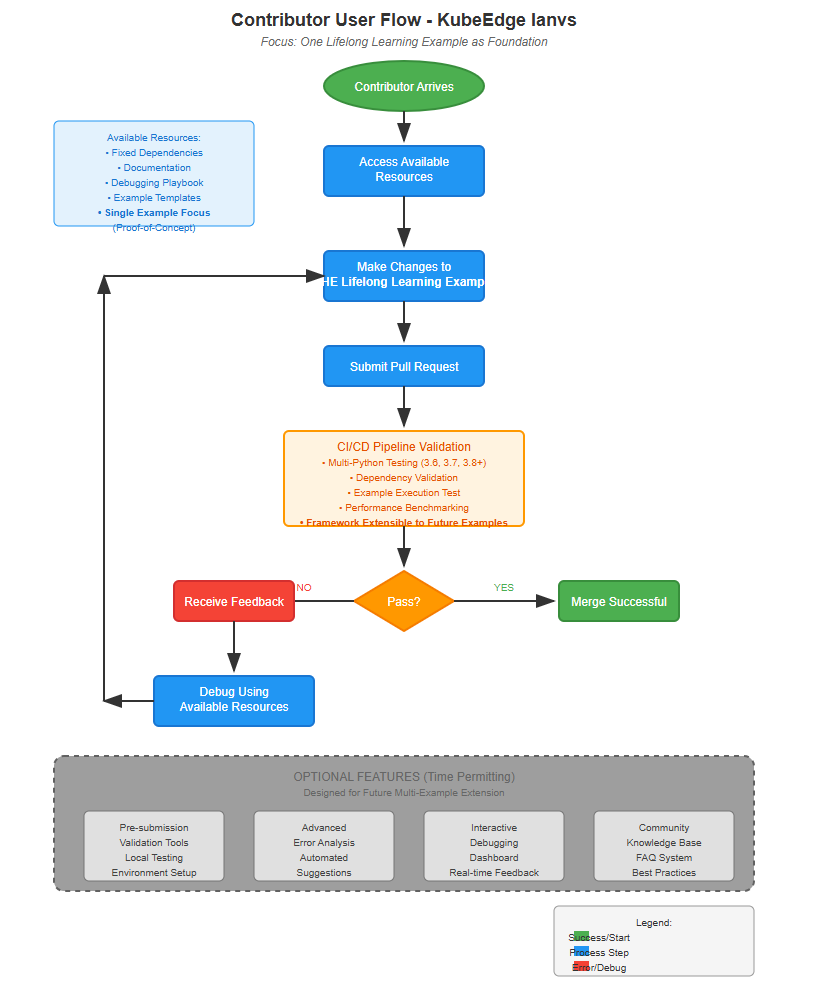 Contributor User Flow - KubeEdge Ianvs
Focus: One Lifelong Learning Example as Foundation
Contributor Arrives
Available Resources:
• Fixed Dependencies
• Documentation
• Debugging Playbook
• Example Templates
• Single Example Focus
(Proof-of-Concept)
Access Available
Resources
Make Changes to
HE Lifelong Learning Examp
Submit Pull Request
CI/CD Pipeline Validation
• Multi-Python Testing (3.6, 3.7, 3.8+)
• Dependency Validation
• Example Execution Test
• Performance Benchmarking
• Framework Extensible to Future Examples
NO
YES
Receive Feedback
Pass?
Merge Successful
Debug Using
Available Resources
OPTIONAL FEATURES (Time Permitting)
Designed for Future Multi-Example Extension
Pre-submission
Validation Tools
Local Testing
Environment Setup
Advanced
Error Analysis
Automated
Suggestions
Interactive
Debugging
Dashboard
Real-time Feedback
Community
Knowledge Base
FAQ System
Best Practices
Legend:
Success/Start
Process Step
Error/Debug